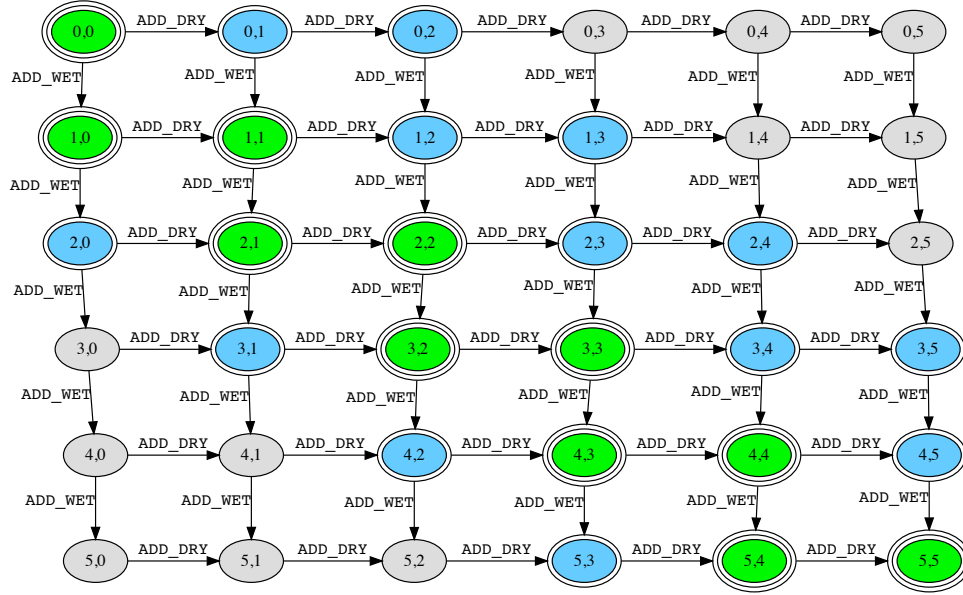 0,0 ADD_DRY 0,1 ADD_DRY 0,2 ADD_DRY 0,3 ADD_DRY 0,4 ADD_DRY 0,5
ADD_WET ADD_WET ADD_WET ADD_WET ADD_WET ADD_WET
1,0 ADD_DRY 1,1 ADD_DRY 1,2 ADD_DRY 1,3 ADD_DRY 1,4 ADD_DRY 1,5
ADD_WET ADD_WET ADD_WET ADD_WET ADD_WET ADD_WET
2,0 ADD_DRY 2,1 ADD_DRY 2,2 ADD_DRY 2,3 ADD_DRY 2,4 ADD_DRY 2,5
ADD_WET ADD_WET ADD_WET ADD_WET ADD_WET ADD_WET
3,0 ADD_DRY 3,1 ADD_DRY 3,2 ADD_DRY 3,3 ADD_DRY 3,4 ADD_DRY 3,5
ADD_WET ADD_WET ADD_WET ADD_WET ADD_WET ADD_WET
4,0 ADD_DRY 4,1 ADD_DRY 4,2 ADD_DRY 4,3 ADD_DRY 4,4 ADD_DRY 4,5
ADD_WET ADD_WET ADD_WET ADD_WET ADD_WET ADD_WET
5,0 ADD_DRY 5,1 ADD_DRY 5,2 ADD_DRY 5,3 ADD_DRY 5,4 ADD_DRY 5,5